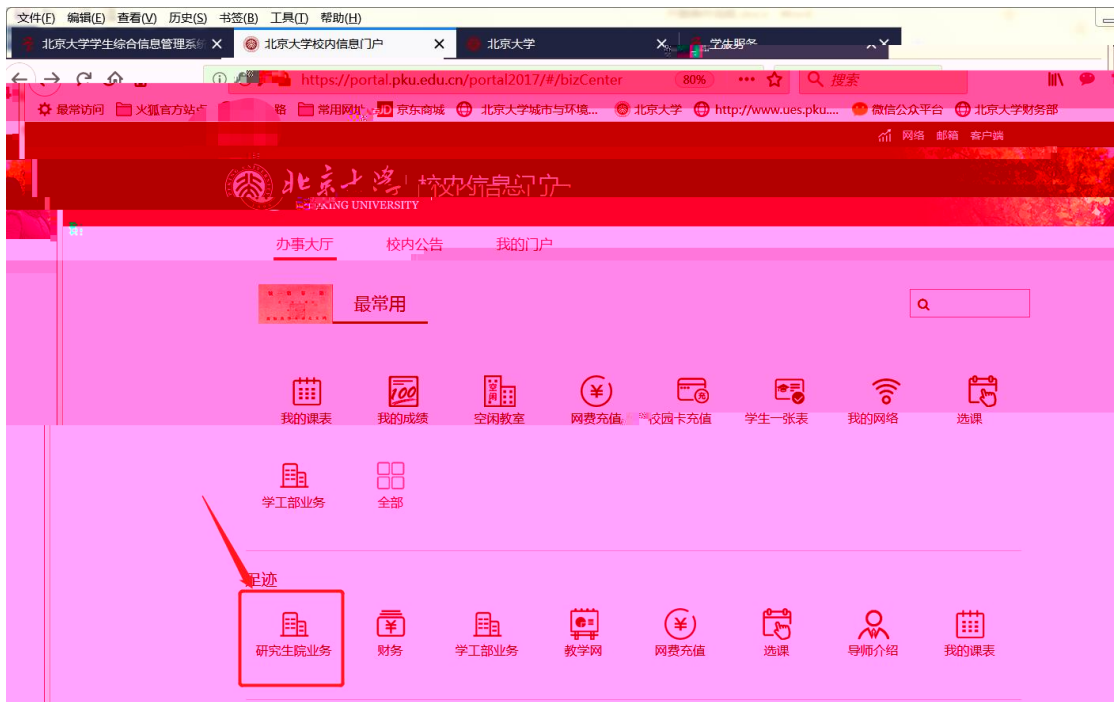 文件(F) 编辑(E) 查看(V) 历史(S) 书签(B) 工具(T) 帮助(H)
北京大学学生综合信息管理系统 北京大学校内信息门户 北京大学
https://portal.pku.edu.cn/portal2017/#/bizCenter 80% 搜索
最常访问 火狐官方站点 常用网址 JD 京东商城 北京大学城市与环境... 北京大学 http://www.ues.pku.... 微信公众平台 北京大学财务部
网络 邮箱 客户端
北京大学 校内信息门户
PEKING UNIVERSITY
办事大厅 校内公告 我的门户
最常用
我的课表 我的成绩 空闲教室 网费充值 校园卡充值 学生一张表 我的网络 选课
学工部业务 全部
足迹
研究生院业务 财务 学工部业务 教学网 网费充值 选课 导师介绍 我的课表